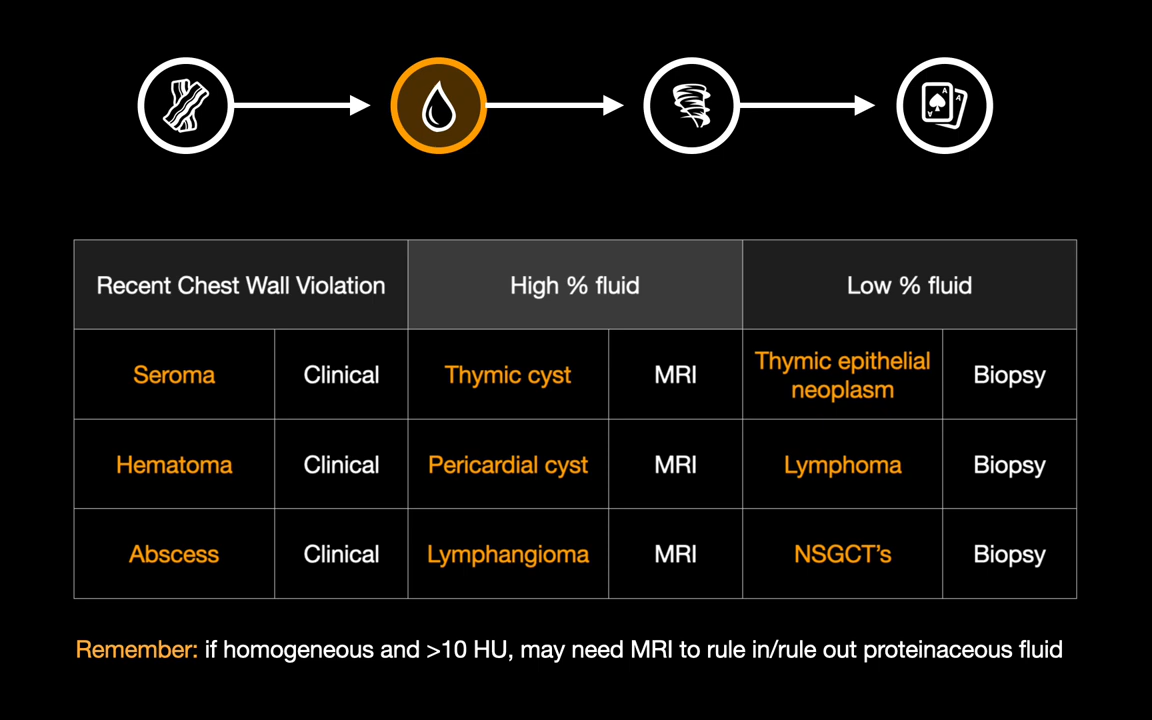 Recent Chest Wall Violation High % fluid Low % fluid
Seroma Clinical Thymic cyst MRI Thymic epithelial neoplasm Biopsy
Hematoma Clinical Pericardial cyst MRI Lymphoma Biopsy
Abscess Clinical Lymphangioma MRI NSGCT’s Biopsy
Remember: if homogeneous and >10 HU, may need MRI to rule in/rule out proteinaceous fluid